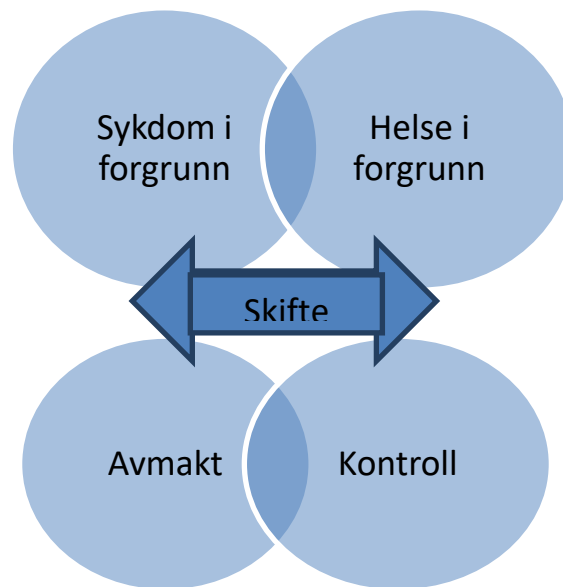 Sykdom i
forgrunn
Helse i
forgrunn
Skifte
Avmakt
Kontroll